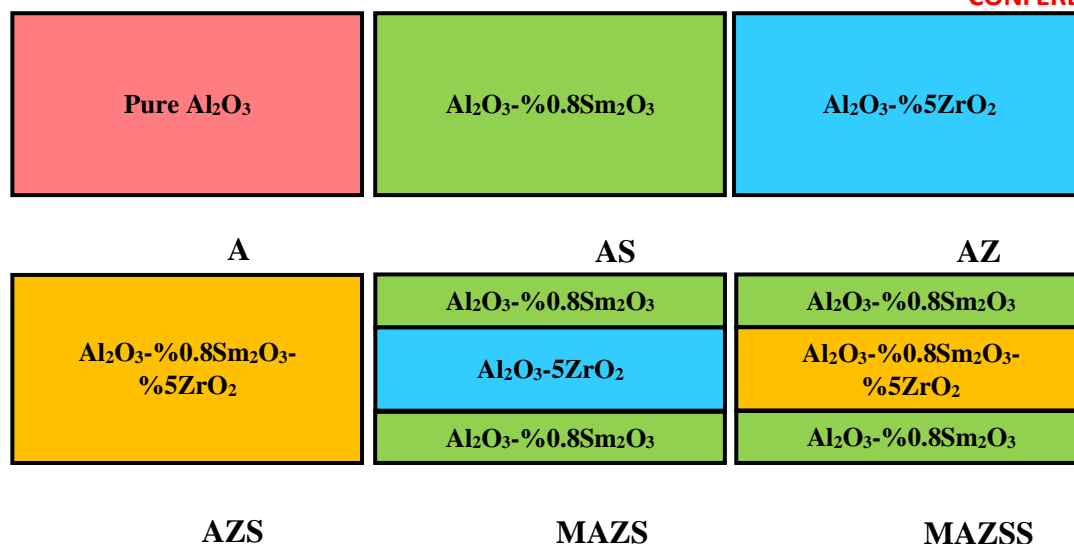 Pure Al₂O₃
Al₂O₃-%0.8Sm₂O₃
Al₂O₃-%5ZrO₂
A
AS
AZ
Al₂O₃-%0.8Sm₂O₃-
%5ZrO₂
Al₂O₃-%0.8Sm₂O₃
Al₂O₃-5ZrO₂
Al₂O₃-%0.8Sm₂O₃
Al₂O₃-%0.8Sm₂O₃
Al₂O₃-%0.8Sm₂O₃-
%5ZrO₂
Al₂O₃-%0.8Sm₂O₃
AZS
MAZS
MAZSS